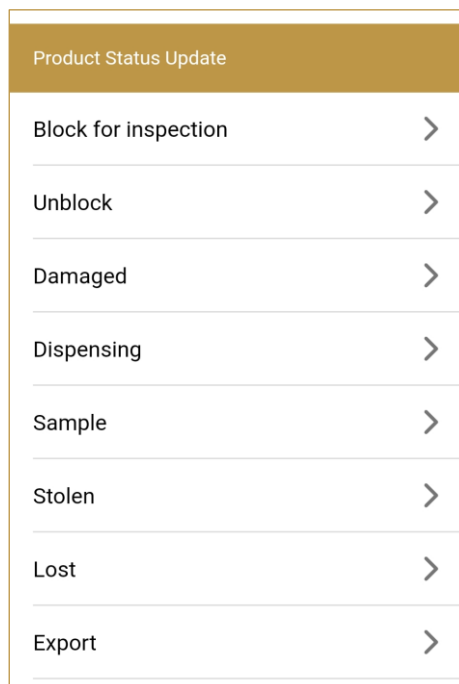 Product Status Update
Block for inspection
Unblock
Damaged
Dispensing
Sample
Stolen
Lost
Export